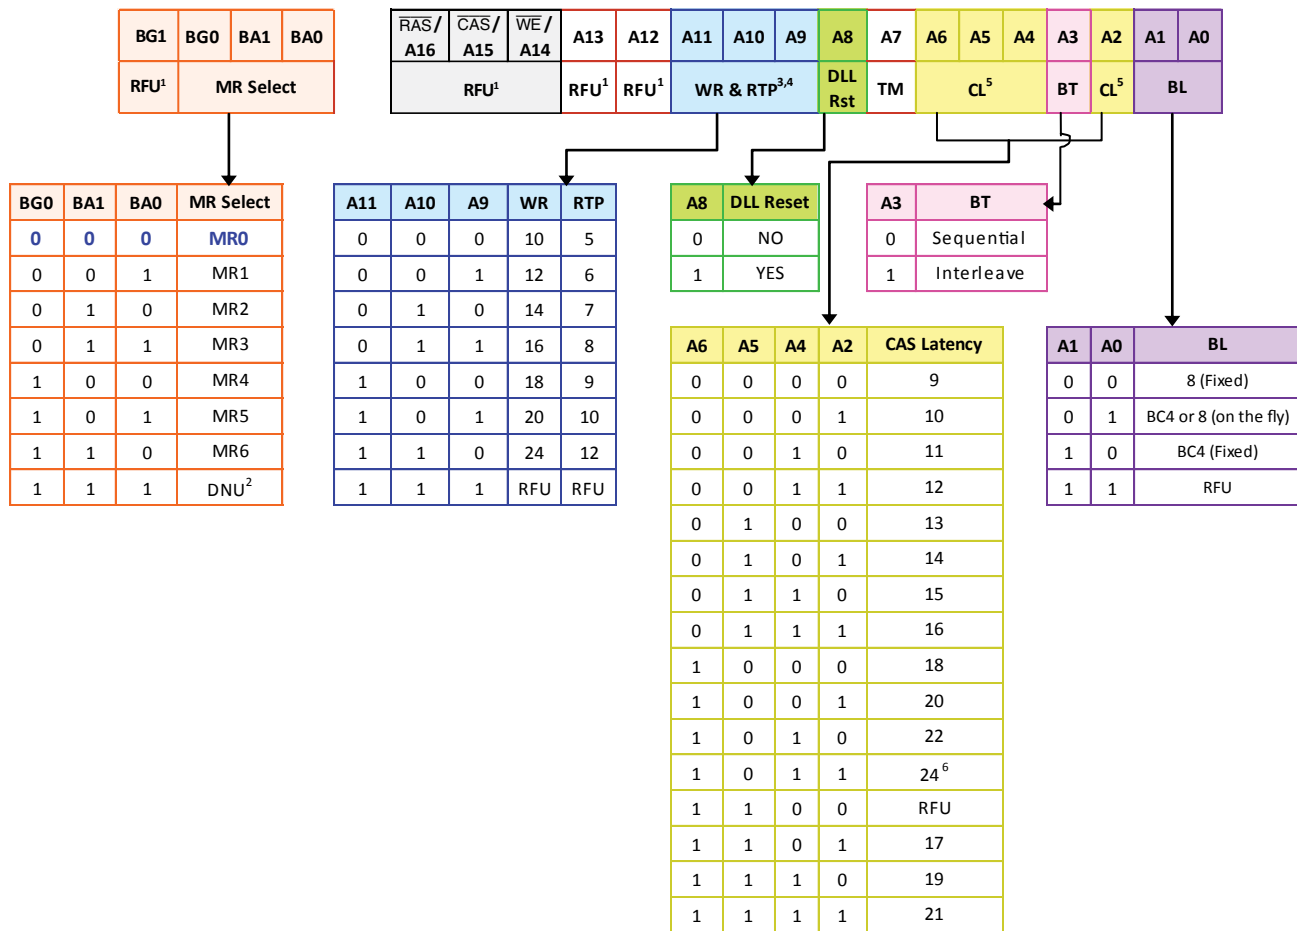 BG1 BG0 BA1 BA0
RFU¹ MR Select
RAS/ A16 CAS/ A15 WE/ A14 A13 A12 A11 A10 A9 A8 A7 A6 A5 A4 A3 A2 A1 A0
RFU¹ RFU¹ RFU¹ WR & RTP³,⁴ DLL Rst TM CL⁵ BT CL⁵ BL
BG0 BA1 BA0 MR Select
0 0 0 MR0
0 0 1 MR1
0 1 0 MR2
0 1 1 MR3
1 0 0 MR4
1 0 1 MR5
1 1 0 MR6
1 1 1 DNU²
A11 A10 A9 WR RTP
0 0 0 10 5
0 0 1 12 6
0 1 0 14 7
0 1 1 16 8
1 0 0 18 9
1 0 1 20 10
1 1 0 24 12
1 1 1 RFU RFU
A8 DLL Reset
0 NO
1 YES
A3 BT
0 Sequential
1 Interleave
A6 A5 A4 A2 CAS Latency
0 0 0 0 9
0 0 0 1 10
0 0 1 0 11
0 0 1 1 12
0 1 0 0 13
0 1 0 1 14
0 1 1 0 15
0 1 1 1 16
1 0 0 0 18
1 0 0 1 20
1 0 1 0 22
1 0 1 1 24⁶
1 1 0 0 RFU
1 1 0 1 17
1 1 1 0 19
1 1 1 1 21
A1 A0 BL
0 0 8 (Fixed)
0 1 BC4 or 8 (on the fly)
1 0 BC4 (Fixed)
1 1 RFU